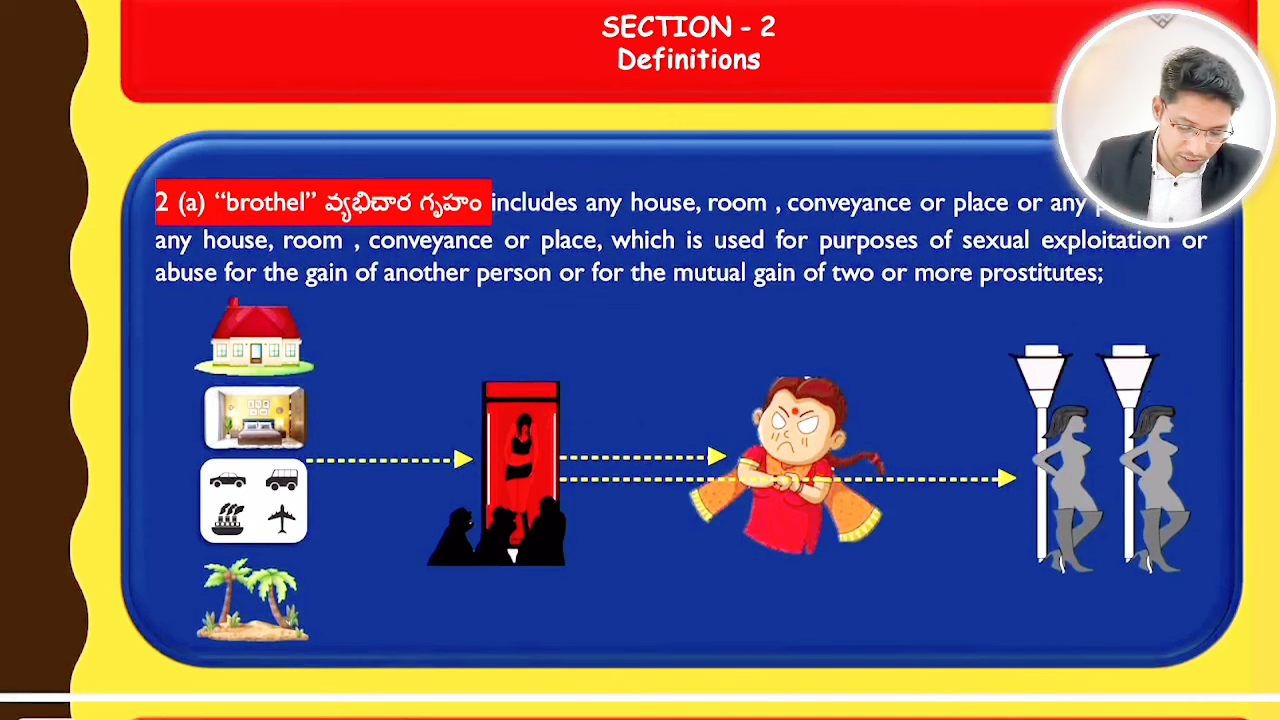 SECTION - 2
Definitions
2 (a) “brothel” వ్యభిచార గృహం includes any house, room , conveyance or place or any
any house, room , conveyance or place, which is used for purposes of sexual exploitation or
abuse for the gain of another person or for the mutual gain of two or more prostitutes;